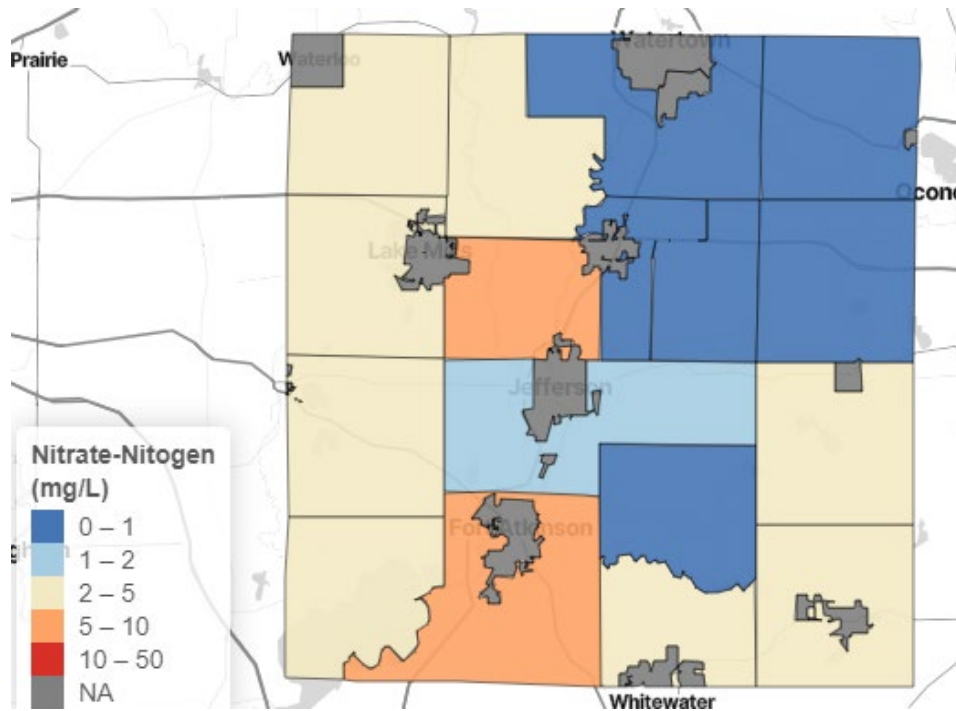 Watertown
Prairie
Waterloo
Ocono
Lake Mills
Jefferson
Nitrate-Nitogen
(mg/L)
0 – 1
1 – 2
2 – 5
5 – 10
10 – 50
NA
Fort Atkinson
Whitewater